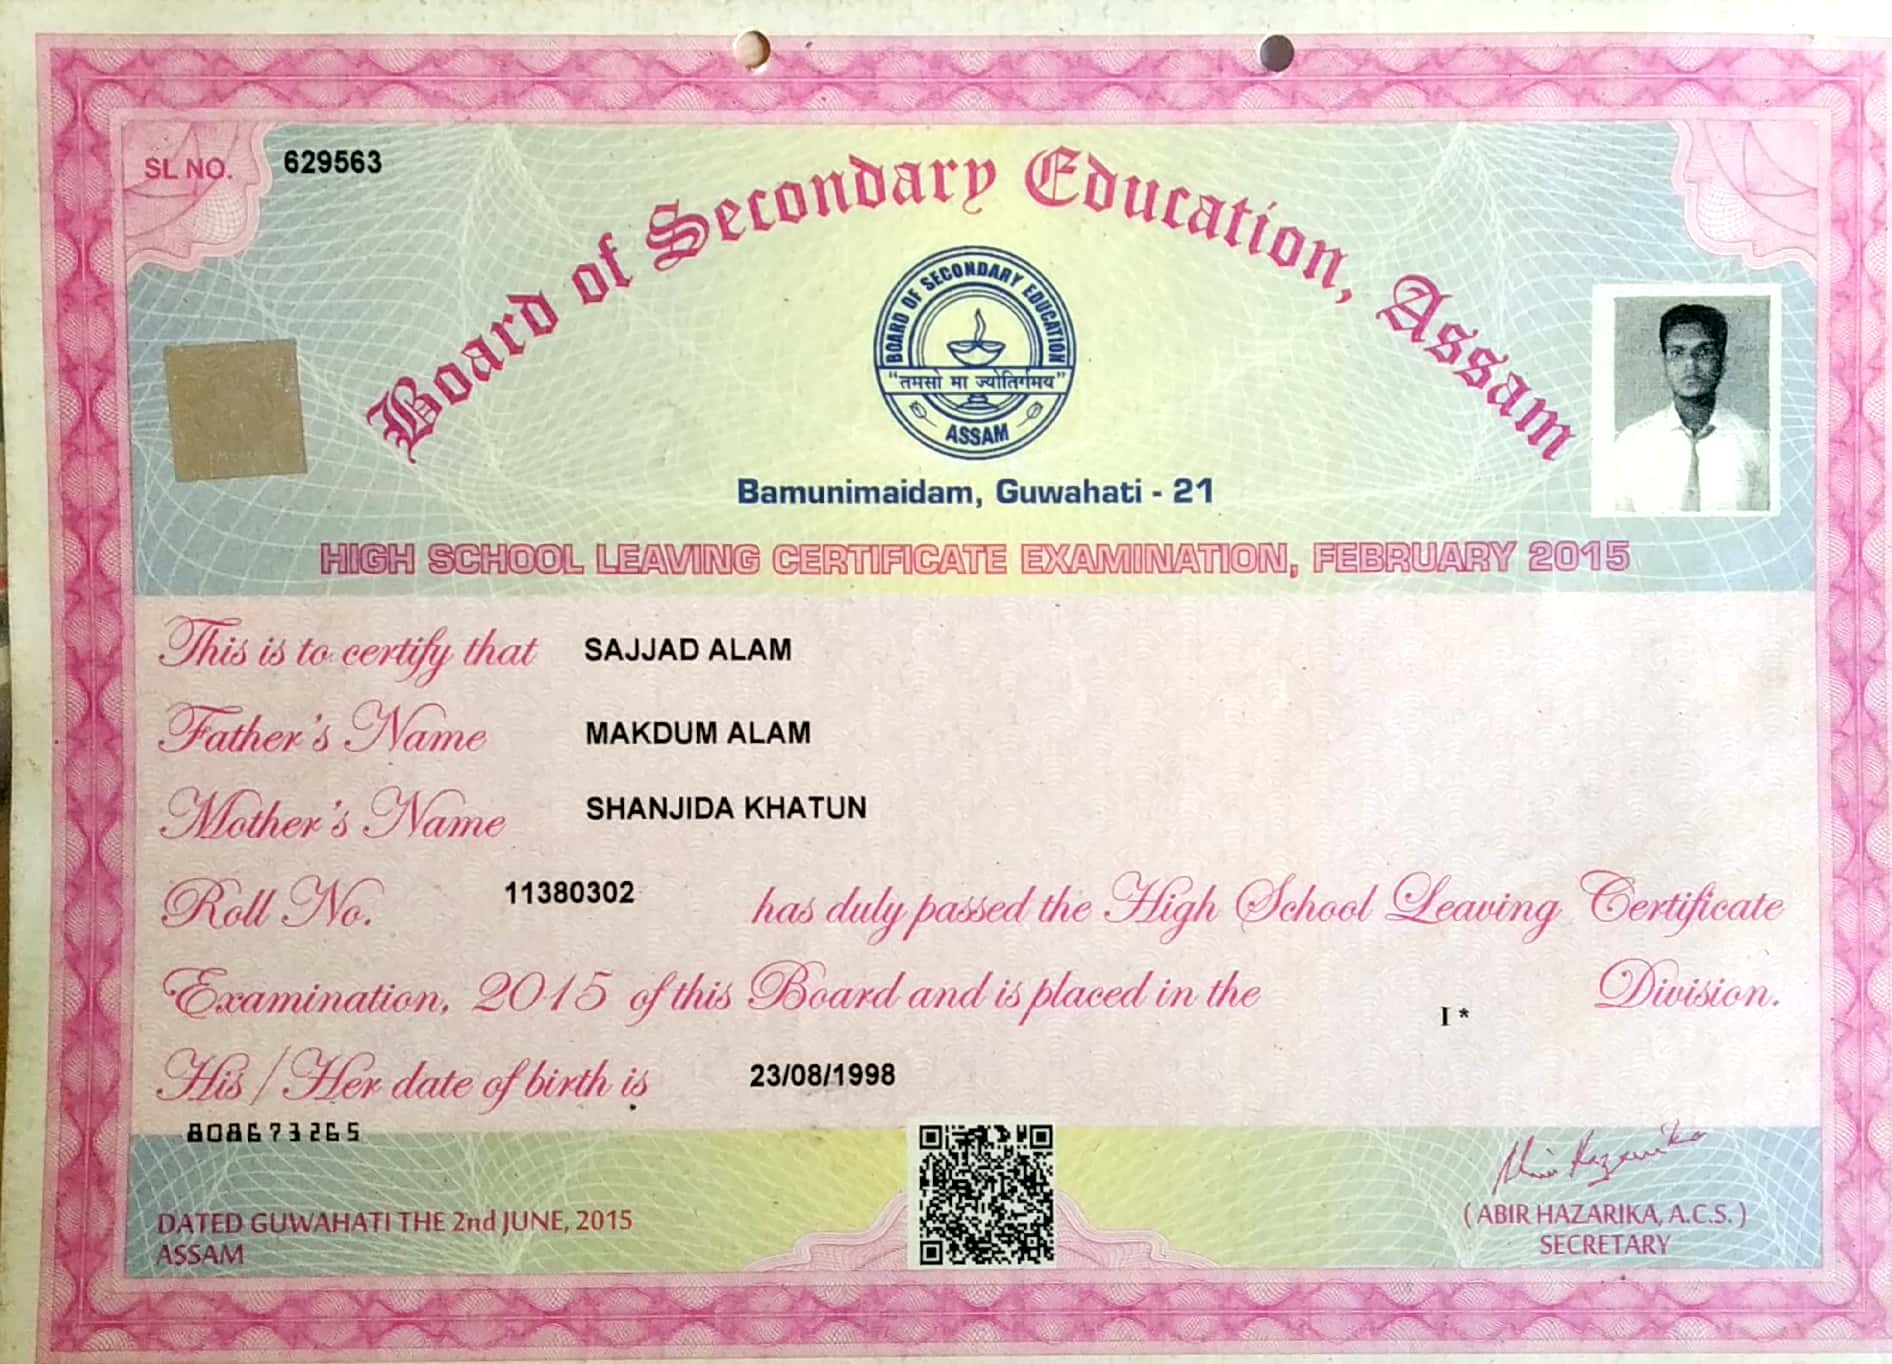 SL NO. 629563
Board of Secondary Education, Assam
BOARD OF SECONDARY EDUCATION
"तमसो मा ज्योतिर्गमय"
ASSAM
Bamunimaidam, Guwahati - 21
HIGH SCHOOL LEAVING CERTIFICATE EXAMINATION, FEBRUARY 2015
This is to certify that SAJJAD ALAM
Father's Name MAKDUM ALAM
Mother's Name SHANJIDA KHATUN
Roll No. 11380302 has duly passed the High School Leaving Certificate
Examination, 2015 of this Board and is placed in the I * Division.
His / Her date of birth is 23/08/1998
808673265
DATED GUWAHATI THE 2nd JUNE, 2015
ASSAM
Abir Hazarika
( ABIR HAZARIKA, A.C.S. )
SECRETARY